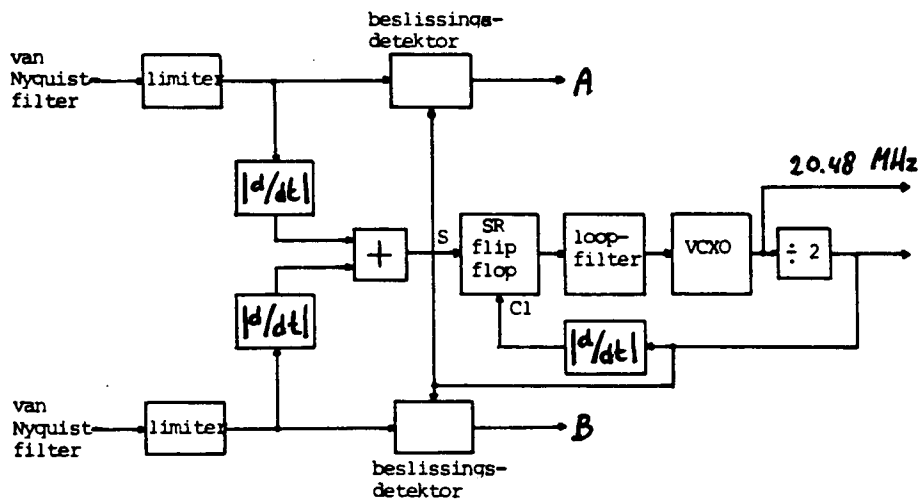 beslissings-
detektor
van
Nyquist
filter
limiter
A
|d/dt|
20.48 MHz
S
SR
flip
flop
loop-
filter
VCXO
÷ 2
+
Cl
|d/dt|
|d/dt|
van
Nyquist
filter
limiter
B
beslissings-
detektor